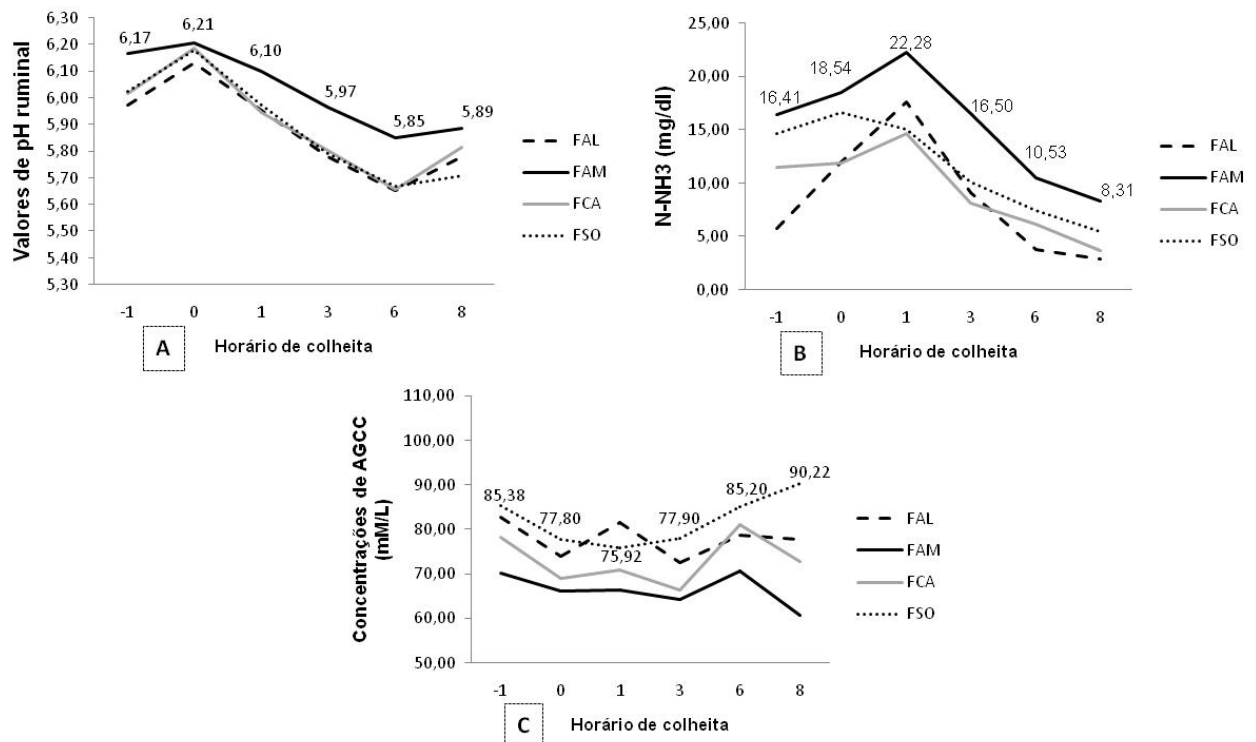 Valores de pH ruminal
6,30
6,20
6,10
6,00
5,90
5,80
5,70
5,60
5,50
5,40
5,30
6,17
6,21
6,10
5,97
5,85
5,89
-1 0 1 3 6 8
A
Horário de colheita
FAL
FAM
FCA
FSO
N-NH3 (mg/dl)
25,00
20,00
15,00
10,00
5,00
0,00
16,41
18,54
22,28
16,50
10,53
8,31
-1 0 1 3 6 8
B
Horário de colheita
FAL
FAM
FCA
FSO
Concentrações de AGCC
(mM/L)
110,00
100,00
90,00
80,00
70,00
60,00
50,00
85,38
77,80
75,92
77,90
85,20
90,22
-1 0 1 3 6 8
C
Horário de colheita
FAL
FAM
FCA
FSO